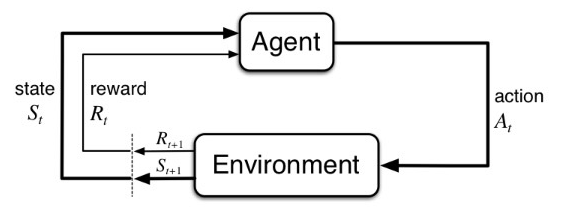 Agent
state
S_t
reward
R_t
action
A_t
R_{t+1}
S_{t+1}
Environment